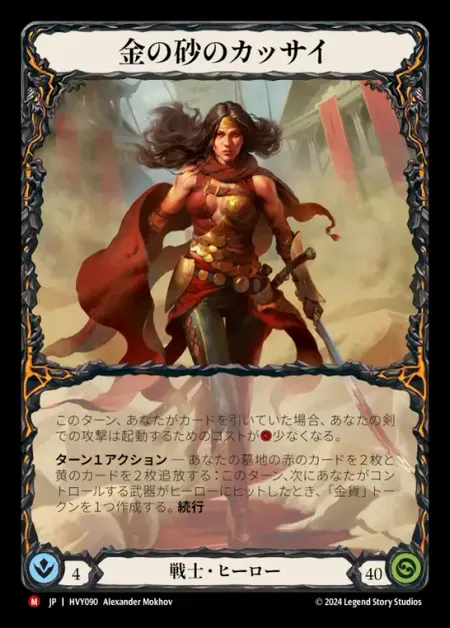 金の砂のカッサイ
このターン、あなたがカードを引いていた場合、あなたの剣
での攻撃は起動するためのコストが少なくなる。
ターン1アクション ― あなたの墓地の赤のカードを2枚と
黄のカードを2枚追放する：このターン、次にあなたがコン
トロールする武器がヒーローにヒットしたとき、「金貨」トー
クンを1つ作成する。続行
4
戦士・ヒーロー
40
M JP | HVY090 Alexander Mokhov
© 2024 Legend Story Studios